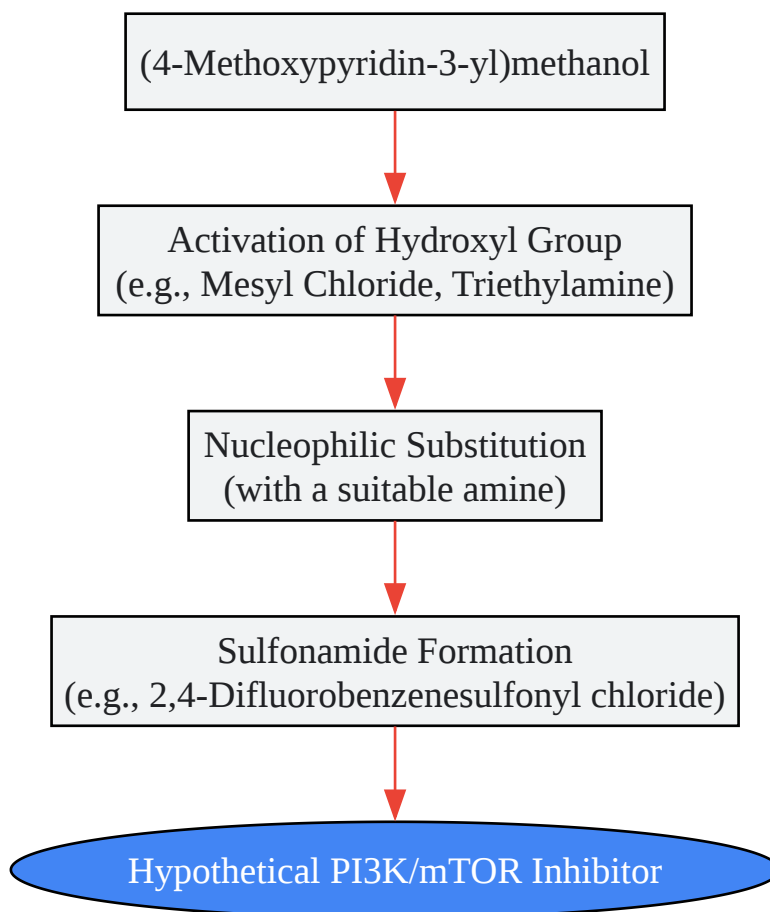 (4-Methoxypyridin-3-yl)methanol
Activation of Hydroxyl Group
(e.g., Mesyl Chloride, Triethylamine)
Nucleophilic Substitution
(with a suitable amine)
Sulfonamide Formation
(e.g., 2,4-Difluorobenzenesulfonyl chloride)
Hypothetical PI3K/mTOR Inhibitor